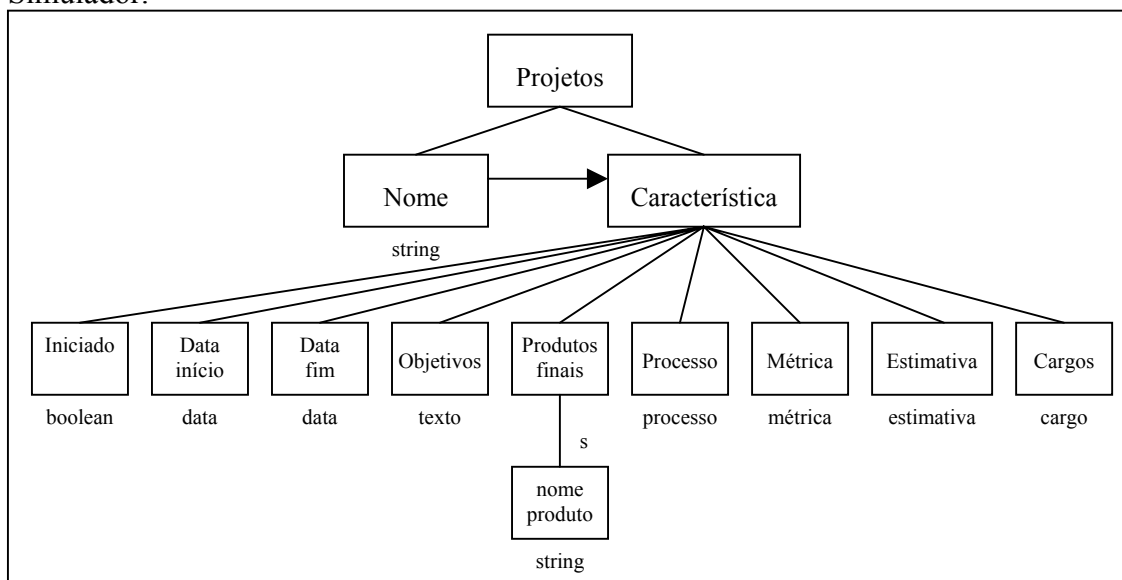 Simulador:
Projetos
Nome
Característica
string
Iniciado
Data
início
Data
fim
Objetivos
Produtos
finais
Processo
Métrica
Estimativa
Cargos
boolean
data
data
texto
processo
métrica
estimativa
cargo
s
nome
produto
string